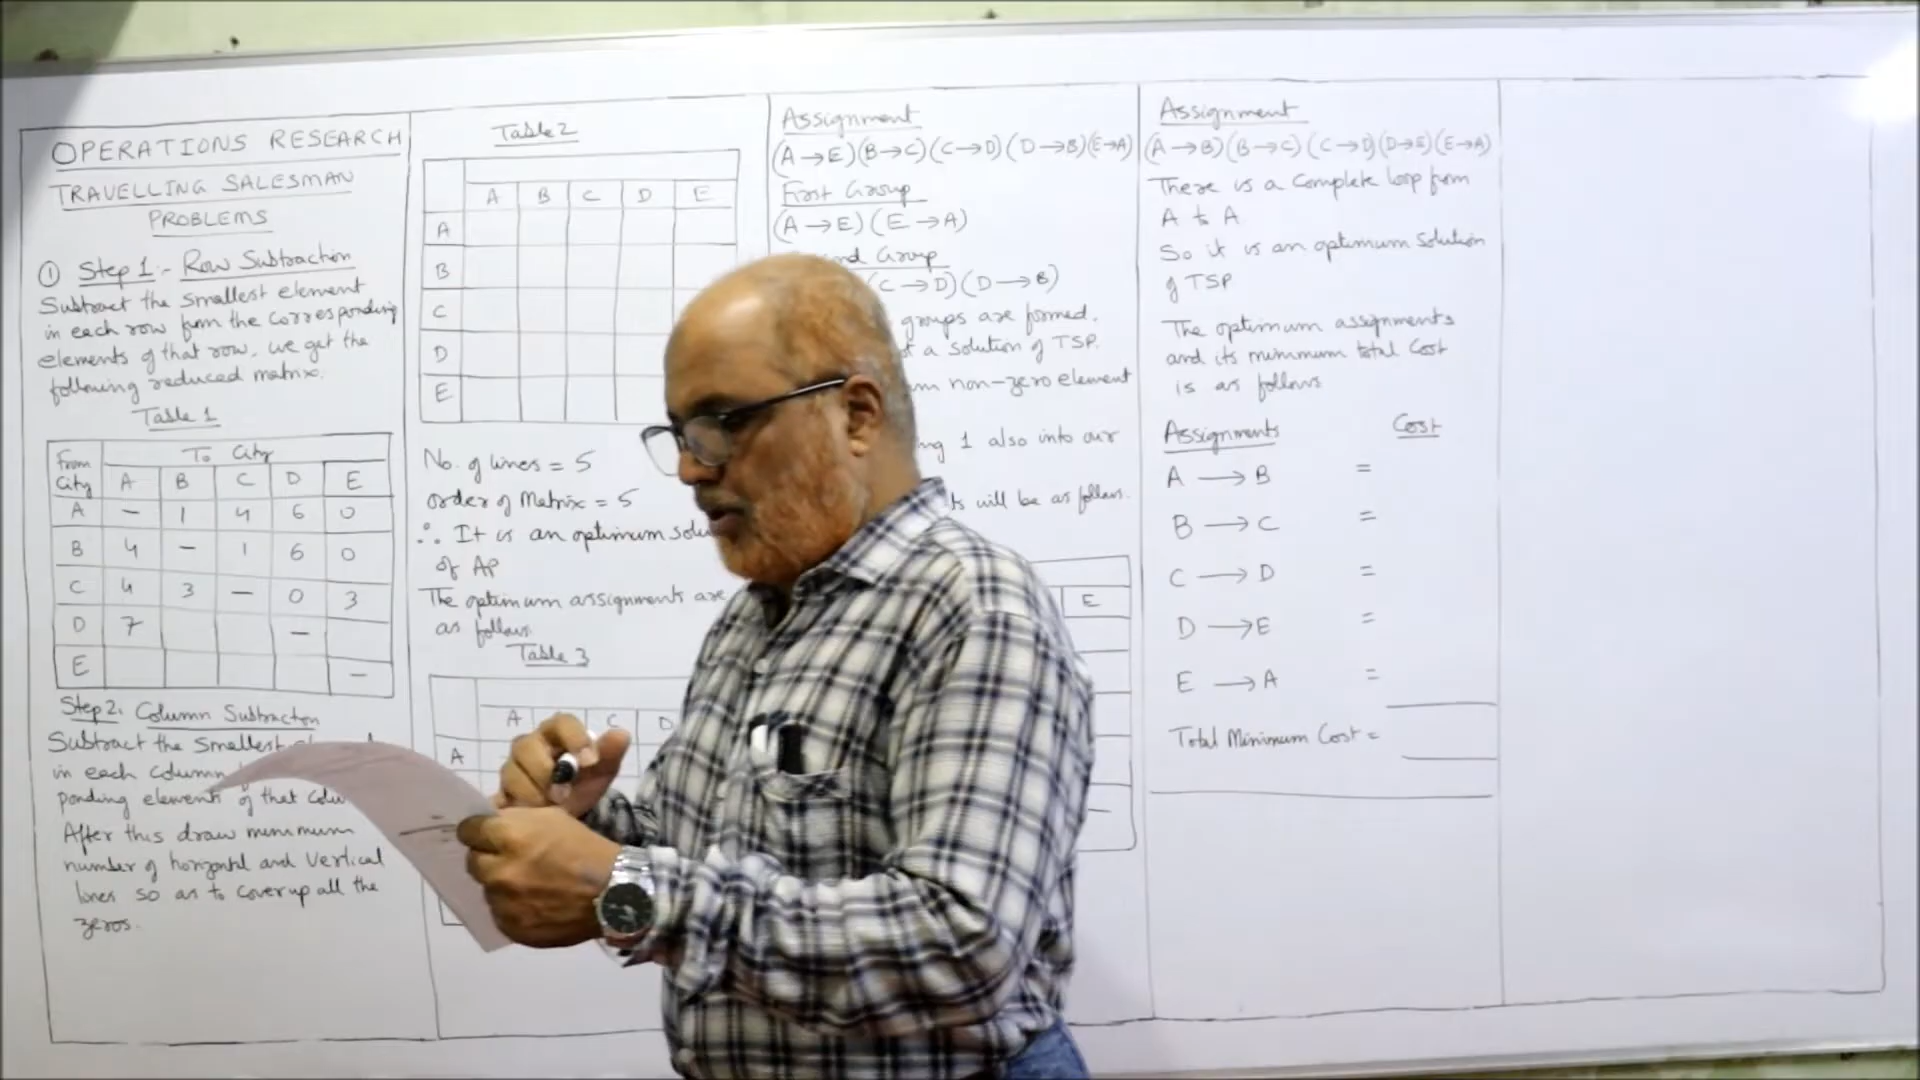 OPERATIONS RESEARCH
TRAVELLING SALESMAN
PROBLEMS
① Step 1:- Row Subtraction
Subtract the smallest element
in each row from the corresponding
elements of that row, we get the
following reduced matrix.
Table 1
From City To City
A B C D E
A - 1 4 6 0
B 4 - 1 6 0
C 4 3 - 0 3
D 7 -
E -
Step 2: Column Subtraction
Subtract the smallest
in each column
ponding elements of that
After this draw minimum
number of horizontal and vertical
lines so as to cover up all the
zeros.
Table 2
A B C D E
A
B
C
D
E
No. of lines = 5
order of Matrix = 5
∴ It is an optimum
of AP
The optimum assignments are
as follows
Table 3
A C D
A
Assignment
(A→E)(B→C)(C→D)(D→B)(E→A)
First Group
(A→E)(E→A)
Group
(C→D)(D→B)
groups are formed.
a solution of TSP.
non-zero element
1 also into our
will be as follows.
E
Assignment
(A→B)(B→C)(C→D)(D→E)(E→A)
There is a complete loop from
A to A
So it is an optimum solution
of TSP
The optimum assignments
and its minimum total cost
is as follows
Assignments Cost
A → B =
B → C =
C → D =
D → E =
E → A =
Total Minimum Cost =